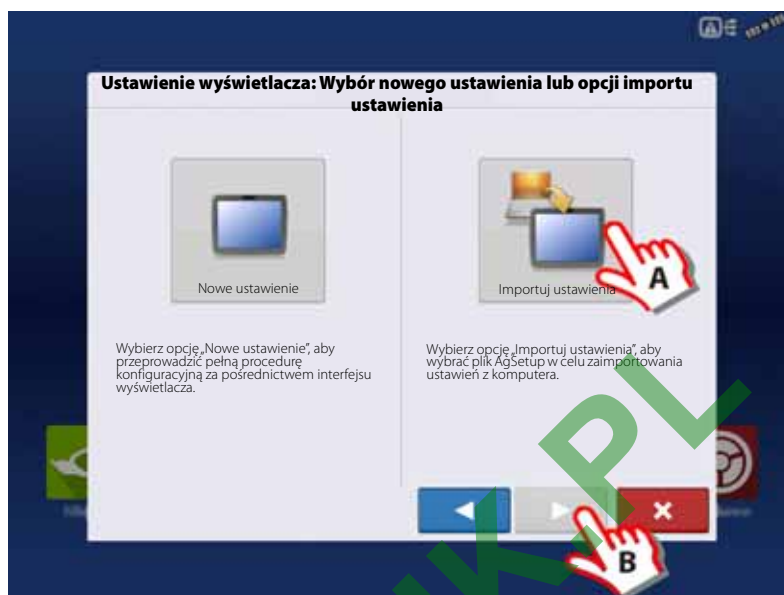 Ustawienie wyświetlacza: Wybór nowego ustawienia lub opcji importu
ustawienia
Nowe ustawienie
Importuj ustawienia
A
Wybierz opcję „Nowe ustawienie”, aby
przeprowadzić pełną procedurę
konfiguracyjną za pośrednictwem interfejsu
wyświetlacza.
Wybierz opcję „Importuj ustawienia”, aby
wybrać plik AgSetup w celu zaimportowania
ustawień z komputera.
B